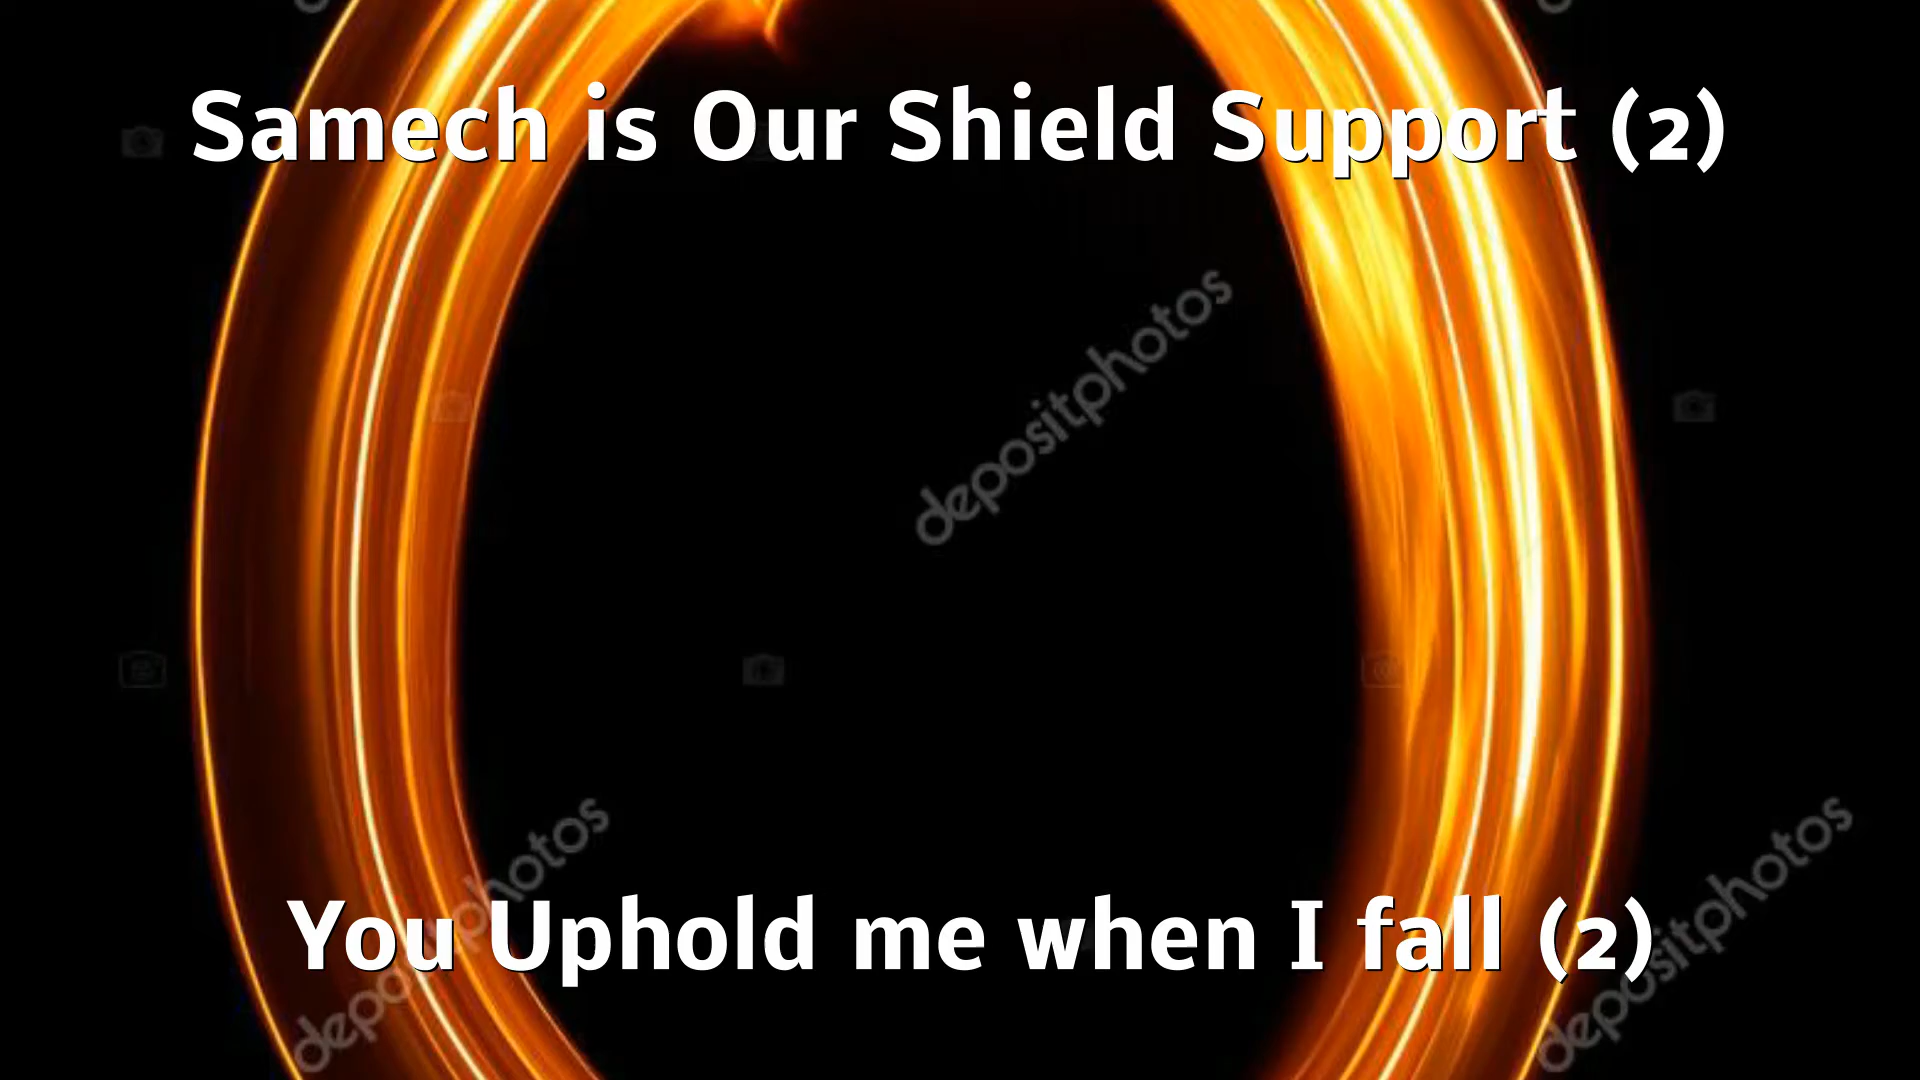 Samech is Our Shield Support (2)
depositphotos
depositphotos
depositphotos
You Uphold me when I fall (2)